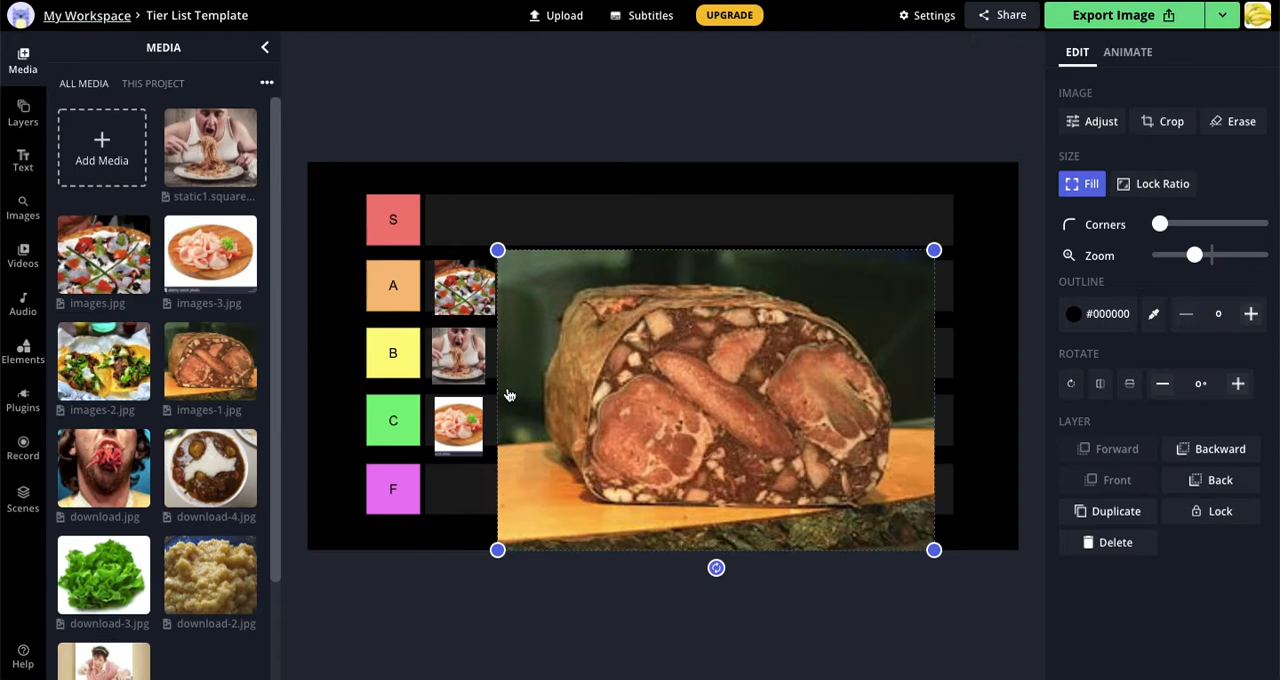 My Workspace > Tier List Template
Upload
Subtitles
UPGRADE
Settings
Share
Export Image
Media
Layers
Text
Images
Videos
Audio
Elements
Plugins
Record
Scenes
Help
MEDIA
ALL MEDIA THIS PROJECT
Add Media
static1.square...
images.jpg
images-3.jpg
images-2.jpg
images-1.jpg
download.jpg
download-4.jpg
download-3.jpg
download-2.jpg
S
A
B
C
F
EDIT ANIMATE
IMAGE
Adjust Crop Erase
SIZE
Fill Lock Ratio
Corners
Zoom
OUTLINE
#000000 0
ROTATE
0°
LAYER
Forward Backward
Front Back
Duplicate Lock
Delete